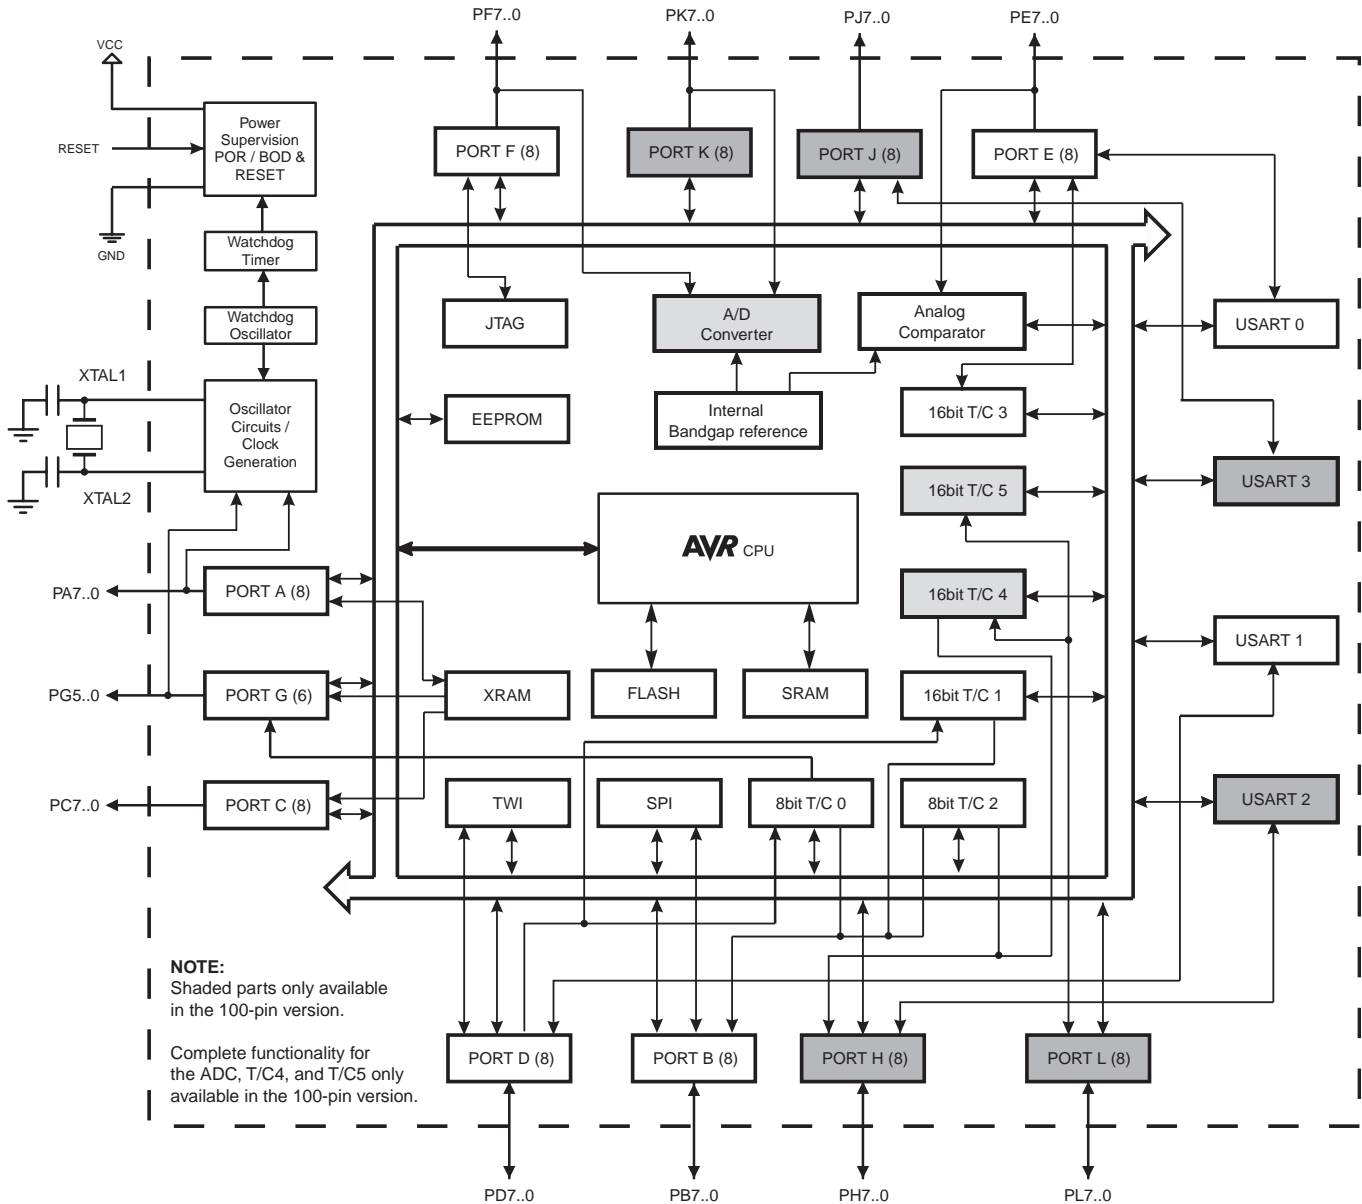 PF7..0
PK7..0
PJ7..0
PE7..0
VCC
RESET
GND
Power
Supervision
POR / BOD &
RESET
PORT F (8)
PORT K (8)
PORT J (8)
PORT E (8)
Watchdog
Timer
Watchdog
Oscillator
JTAG
A/D
Converter
Analog
Comparator
USART 0
XTAL1
XTAL2
Oscillator
Circuits /
Clock
Generation
EEPROM
Internal
Bandgap reference
16bit T/C 3
16bit T/C 5
USART 3
AVR CPU
PA7..0
PORT A (8)
16bit T/C 4
USART 1
PG5..0
PORT G (6)
XRAM
FLASH
SRAM
16bit T/C 1
PC7..0
PORT C (8)
TWI
SPI
8bit T/C 0
8bit T/C 2
USART 2
NOTE:
Shaded parts only available
in the 100-pin version.
Complete functionality for
the ADC, T/C4, and T/C5 only
available in the 100-pin version.
PORT D (8)
PORT B (8)
PORT H (8)
PORT L (8)
PD7..0
PB7..0
PH7..0
PL7..0